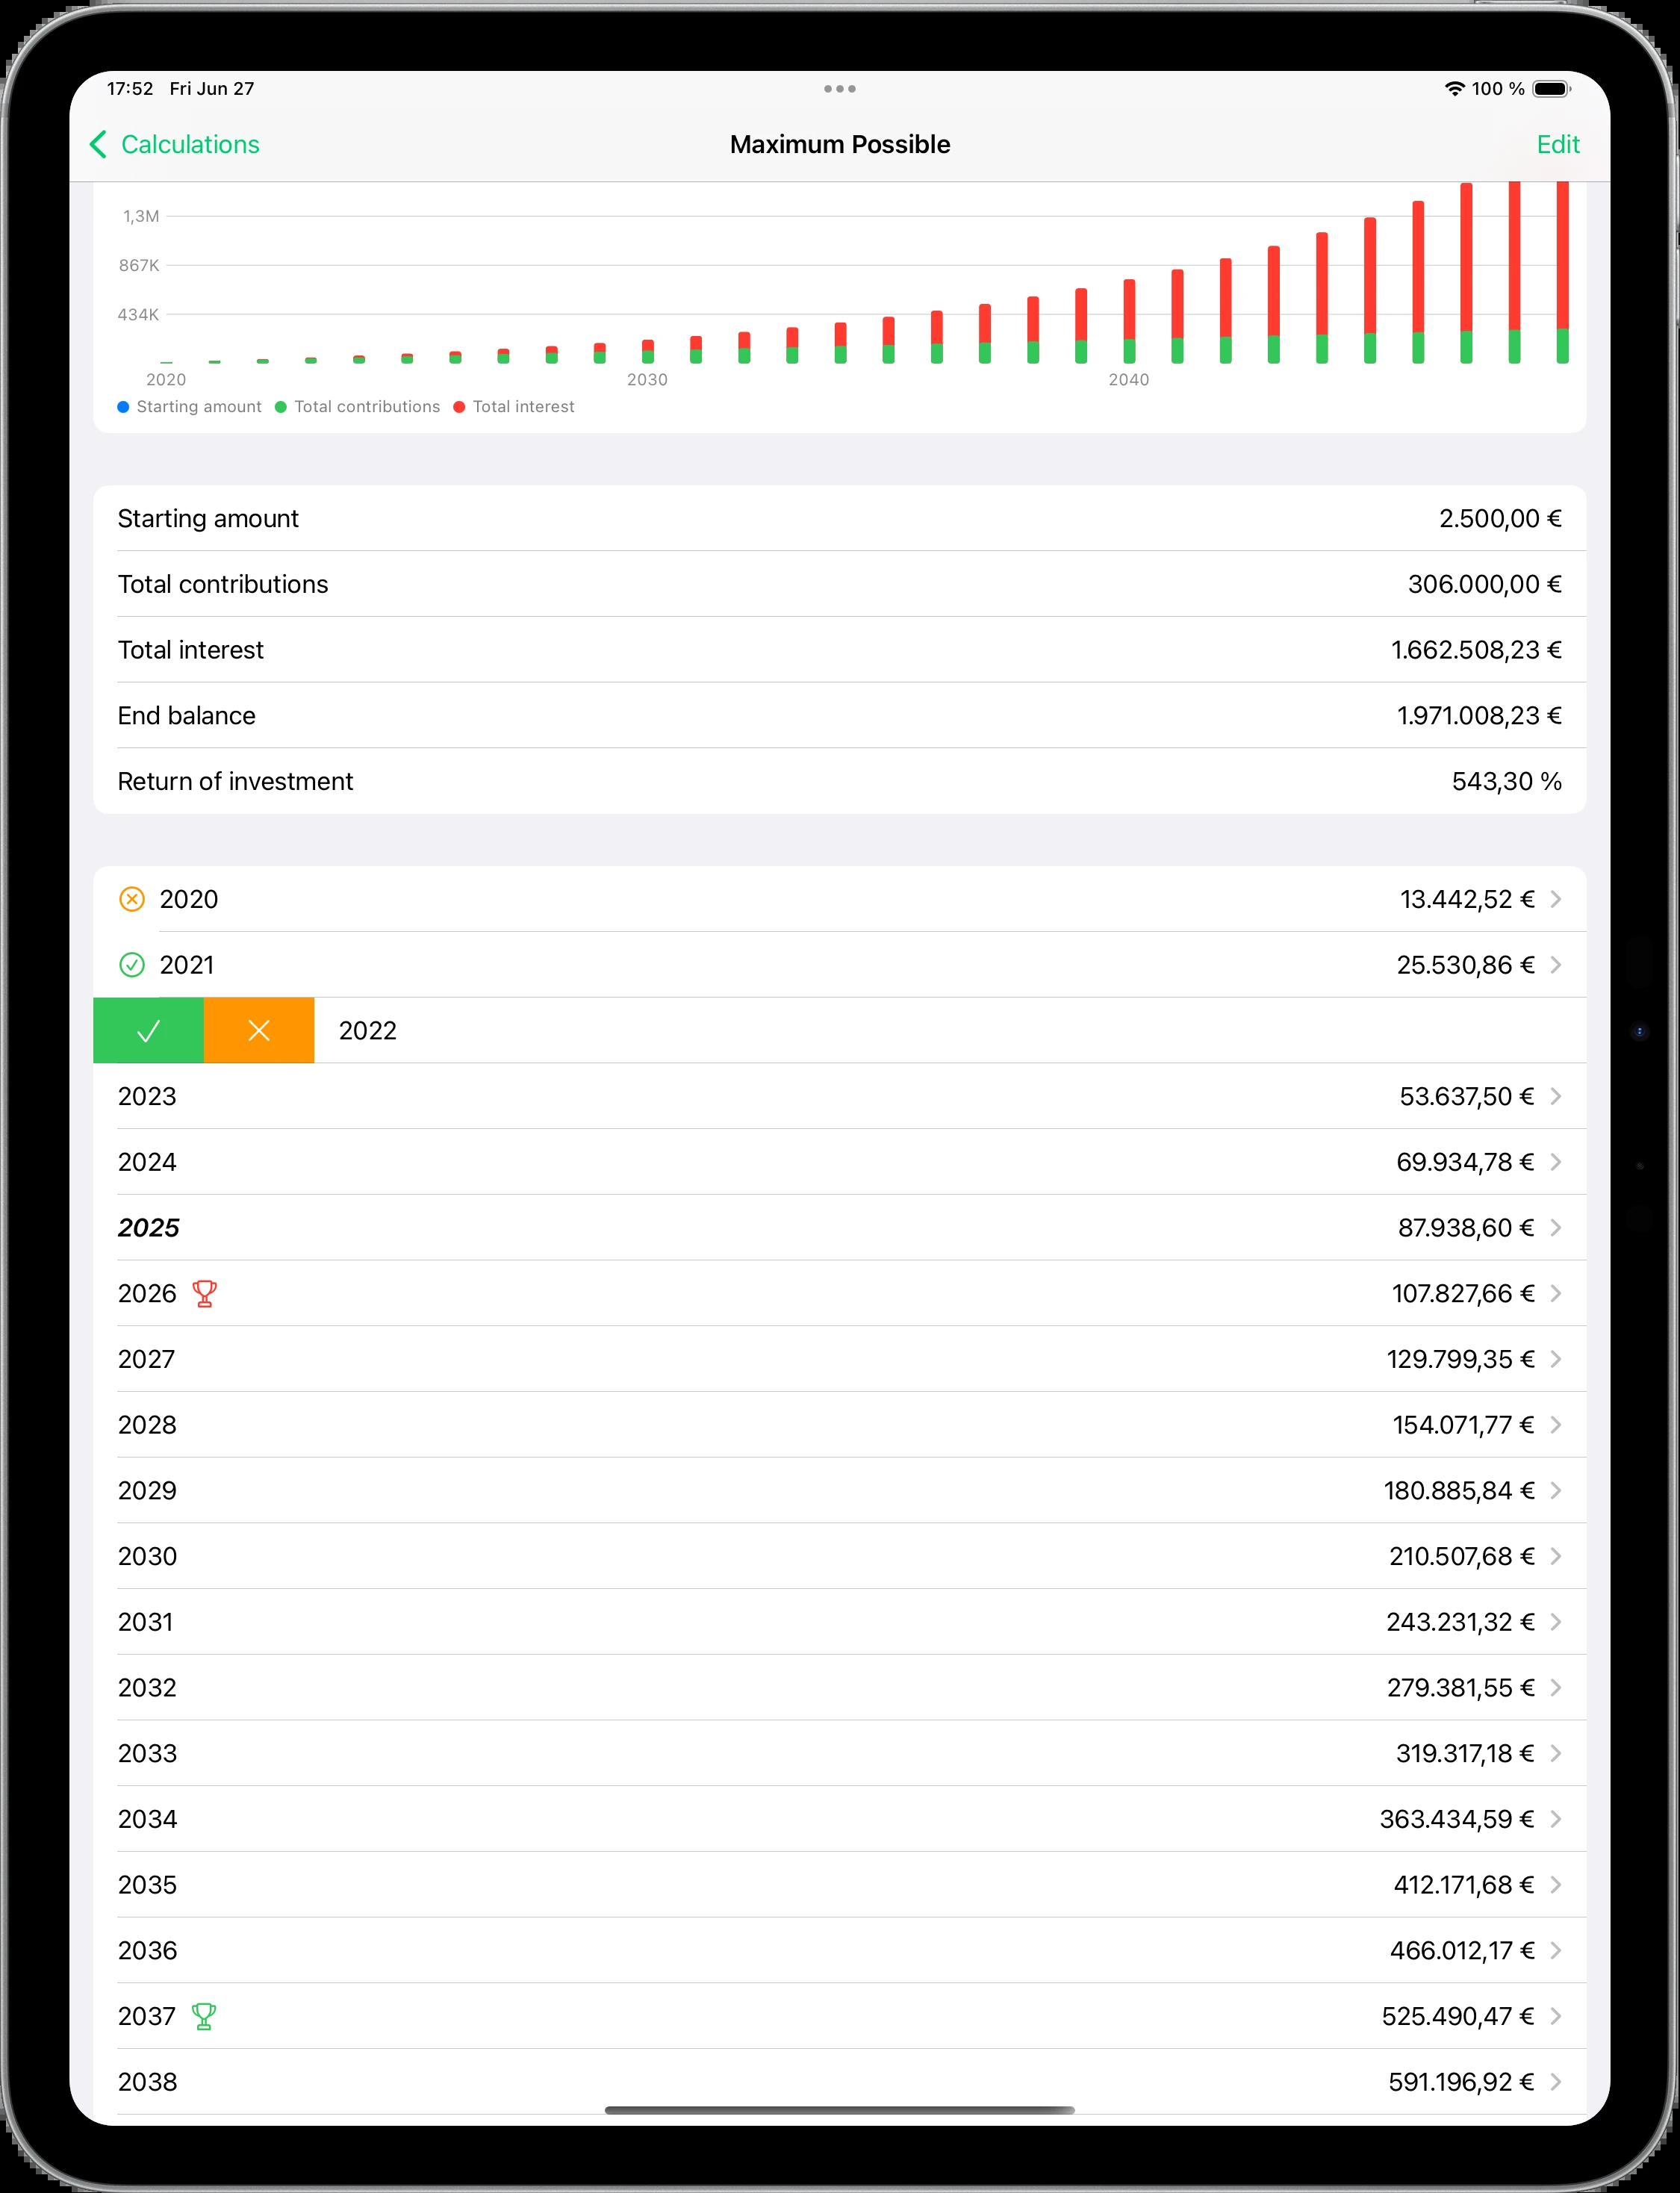 17:52 Fri Jun 27 100 %
Calculations Maximum Possible Edit
1,3M
867K
434K
2020 2030 2040
Starting amount Total contributions Total interest
Starting amount 2.500,00 €
Total contributions 306.000,00 €
Total interest 1.662.508,23 €
End balance 1.971.008,23 €
Return of investment 543,30 %
2020 13.442,52 €
2021 25.530,86 €
2022
2023 53.637,50 €
2024 69.934,78 €
2025 87.938,60 €
2026 107.827,66 €
2027 129.799,35 €
2028 154.071,77 €
2029 180.885,84 €
2030 210.507,68 €
2031 243.231,32 €
2032 279.381,55 €
2033 319.317,18 €
2034 363.434,59 €
2035 412.171,68 €
2036 466.012,17 €
2037 525.490,47 €
2038 591.196,92 €